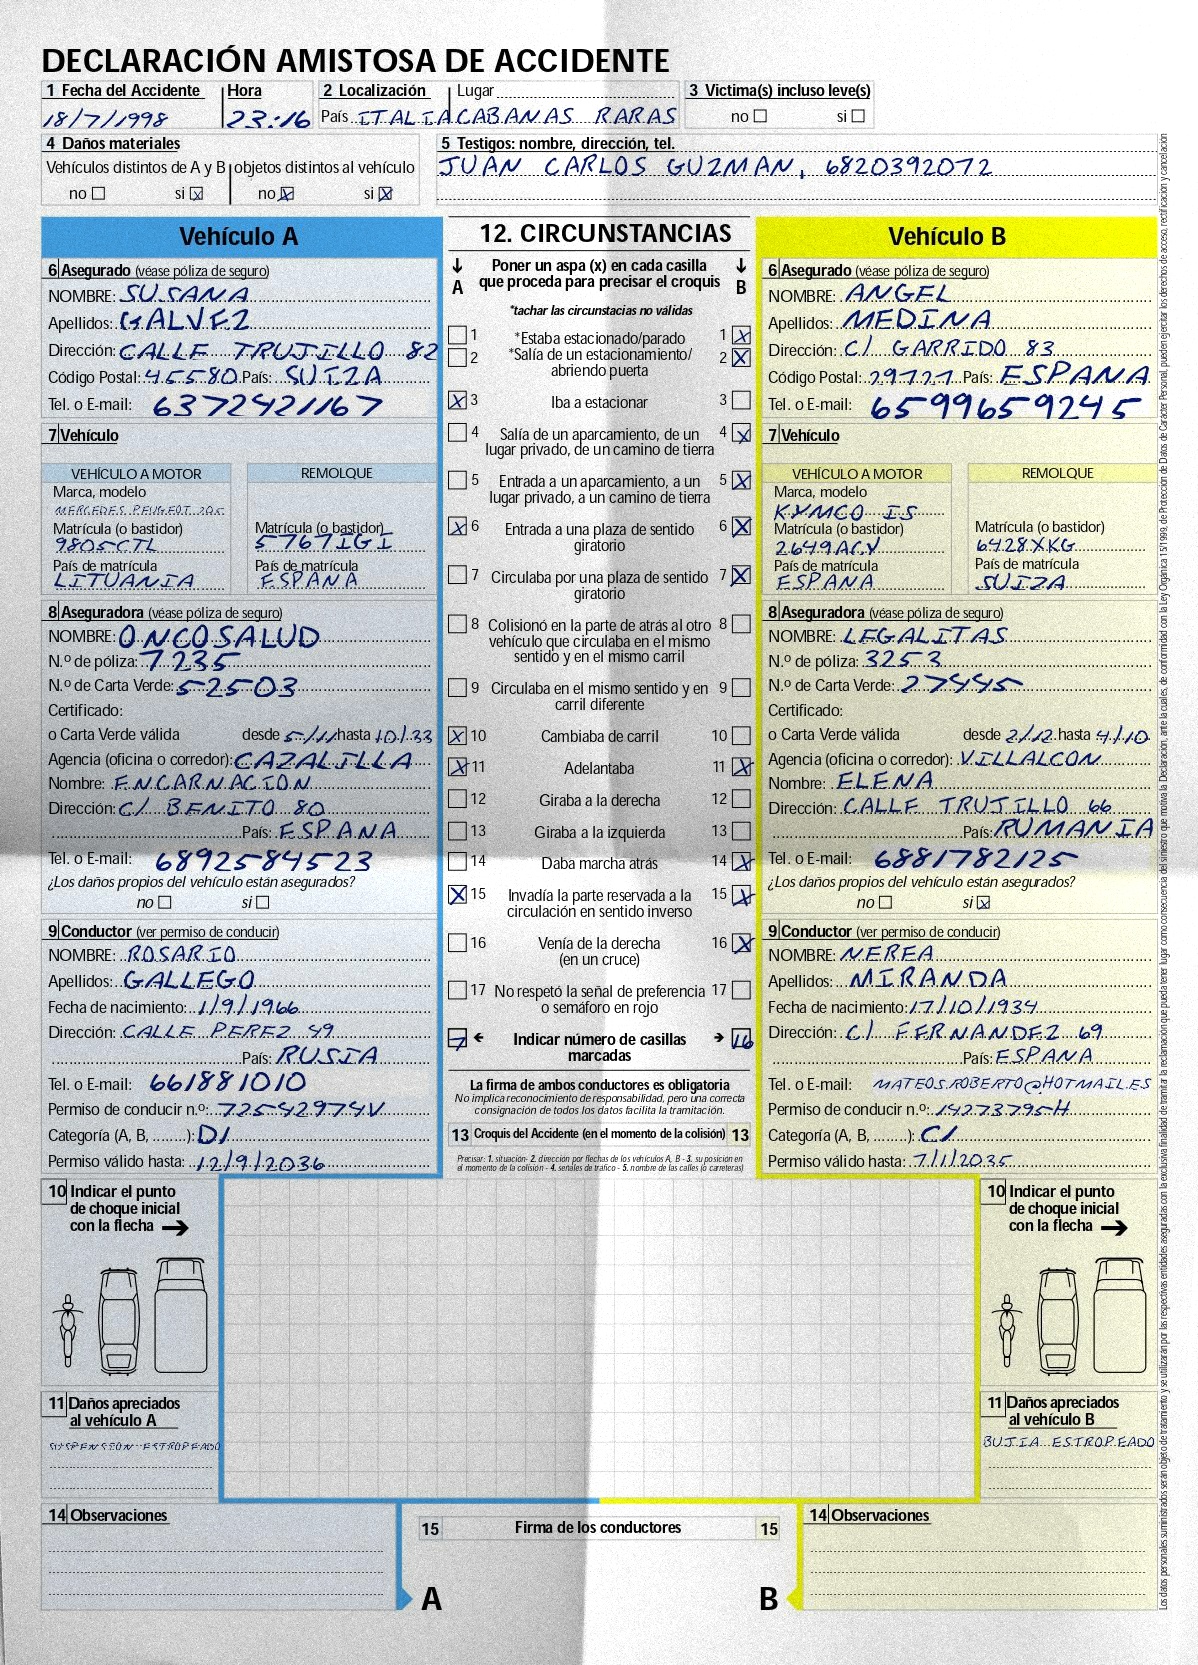 DECLARACIÓN AMISTOSA DE ACCIDENTE
1 Fecha del Accidente
18/7/1998
Hora
23:16
2 Localización
País ITALIA
Lugar
CABANAS RARAS
3 Victima(s) incluso leve(s)
no si
4 Daños materiales
Vehículos distintos de A y B
no si X
objetos distintos al vehículo
no X si X
5 Testigos: nombre, dirección, tel.
JUAN CARLOS GUZMAN, 6820392072
Vehículo A
6 Asegurado (véase póliza de seguro)
NOMBRE: SUSANA
Apellidos: GALVEZ
Dirección: CALLE TRUJILLO 82
Código Postal: 45580 País: SUIZA
Tel. o E-mail: 6372421167
7 Vehículo
VEHÍCULO A MOTOR
Marca, modelo
MERCEDES PEUGEOT 205
Matrícula (o bastidor)
9805CTL
País de matrícula
LITUANIA
REMOLQUE
Matrícula (o bastidor)
5767IGI
País de matrícula
ESPANA
8 Aseguradora (véase póliza de seguro)
NOMBRE: ONCOSALUD
N.º de póliza: 7235
N.º de Carta Verde: 52503
Certificado:
o Carta Verde válida desde 5/11 hasta 10/33
Agencia (oficina o corredor): CAZALILLA
Nombre: ENCARNACION
Dirección: C/ BENITO 80
País: ESPANA
Tel. o E-mail: 6892584523
¿Los daños propios del vehículo están asegurados?
no si
9 Conductor (ver permiso de conducir)
NOMBRE: ROSARIO
Apellidos: GALLEGO
Fecha de nacimiento: 1/9/1966
Dirección: CALLE PEREZ 49
País: RUSIA
Tel. o E-mail: 661881010
Permiso de conducir n.º: 72542974V
Categoría (A, B, ........): D1
Permiso válido hasta: 12/9/2036
12. CIRCUNSTANCIAS
A
Poner un aspa (x) en cada casilla
que proceda para precisar el croquis
B
*tachar las circunstacias no válidas
1 *Estaba estacionado/parado 1 X
2 *Salía de un estacionamiento/ 2 X
abriendo puerta
X 3 Iba a estacionar 3
4 Salía de un aparcamiento, de un 4 X
lugar privado, de un camino de tierra
5 Entrada a un aparcamiento, a un 5 X
lugar privado, a un camino de tierra
X 6 Entrada a una plaza de sentido 6 X
giratorio
7 Circulaba por una plaza de sentido 7 X
giratorio
8 Colisionó en la parte de atrás al otro 8
vehículo que circulaba en el mismo
sentido y en el mismo carril
9 Circulaba en el mismo sentido y en 9
carril diferente
X 10 Cambiaba de carril 10
X 11 Adelantaba 11 X
12 Giraba a la derecha 12
13 Giraba a la izquierda 13
14 Daba marcha atrás 14 X
X 15 Invadía la parte reservada a la 15 X
circulación en sentido inverso
16 Venía de la derecha 16 X
(en un cruce)
17 No respetó la señal de preferencia 17
o semáforo en rojo
7 Indicar número de casillas 16
marcadas
La firma de ambos conductores es obligatoria
No implica reconocimiento de responsabilidad, pero una correcta
consignación de todos los datos facilita la tramitación.
13 Croquis del Accidente (en el momento de la colisión) 13
Precisar: 1. situación- 2. dirección por flechas de los vehículos A, B - 3. su posición en
el momento de la colisión - 4. señales de tráfico - 5. nombre de las calles (o carreteras)
Vehículo B
6 Asegurado (véase póliza de seguro)
NOMBRE: ANGEL
Apellidos: MEDINA
Dirección: C/ GARRIDO 83
Código Postal: 29727 País: ESPANA
Tel. o E-mail: 6599659245
7 Vehículo
VEHÍCULO A MOTOR
Marca, modelo
KYMCO IS
Matrícula (o bastidor)
2649ACV
País de matrícula
ESPANA
REMOLQUE
Matrícula (o bastidor)
6428XKG
País de matrícula
SUIZA
8 Aseguradora (véase póliza de seguro)
NOMBRE: LEGALITAS
N.º de póliza: 3253
N.º de Carta Verde: 27445
Certificado:
o Carta Verde válida desde 2/12 hasta 4/10
Agencia (oficina o corredor): VILLALCON
Nombre: ELENA
Dirección: CALLE TRUJILLO 66
País: RUMANIA
Tel. o E-mail: 6881782125
¿Los daños propios del vehículo están asegurados?
no si X
9 Conductor (ver permiso de conducir)
NOMBRE: NEREA
Apellidos: MIRANDA
Fecha de nacimiento: 17/10/1934
Dirección: C/ FERNANDEZ 69
País: ESPANA
Tel. o E-mail: MATEOS.ROBERTO@HOTMAIL.ES
Permiso de conducir n.º: 14273795H
Categoría (A, B, ........): C1
Permiso válido hasta: 7/1/2035
10 Indicar el punto
de choque inicial
con la flecha
11 Daños apreciados
al vehículo A
SUSPENSION ESTROPEADO
10 Indicar el punto
de choque inicial
con la flecha
11 Daños apreciados
al vehículo B
BUJIA ESTROPEADO
14 Observaciones
15 Firma de los conductores 15
A B
14 Observaciones
Los datos personales suministrados serán objeto de tratamiento y se utilizarán por las respectivas entidades aseguradas con la exclusiva finalidad de tramitar la reclamación que pueda tener lugar como consecuencia del siniestro que motiva la Declaración, ante la cuales, de conformidad con la Ley Orgánica 15/1999, de Protección de Datos de Carácter Personal, pueden ejercitar los derechos de acceso, rectificación y cancelación